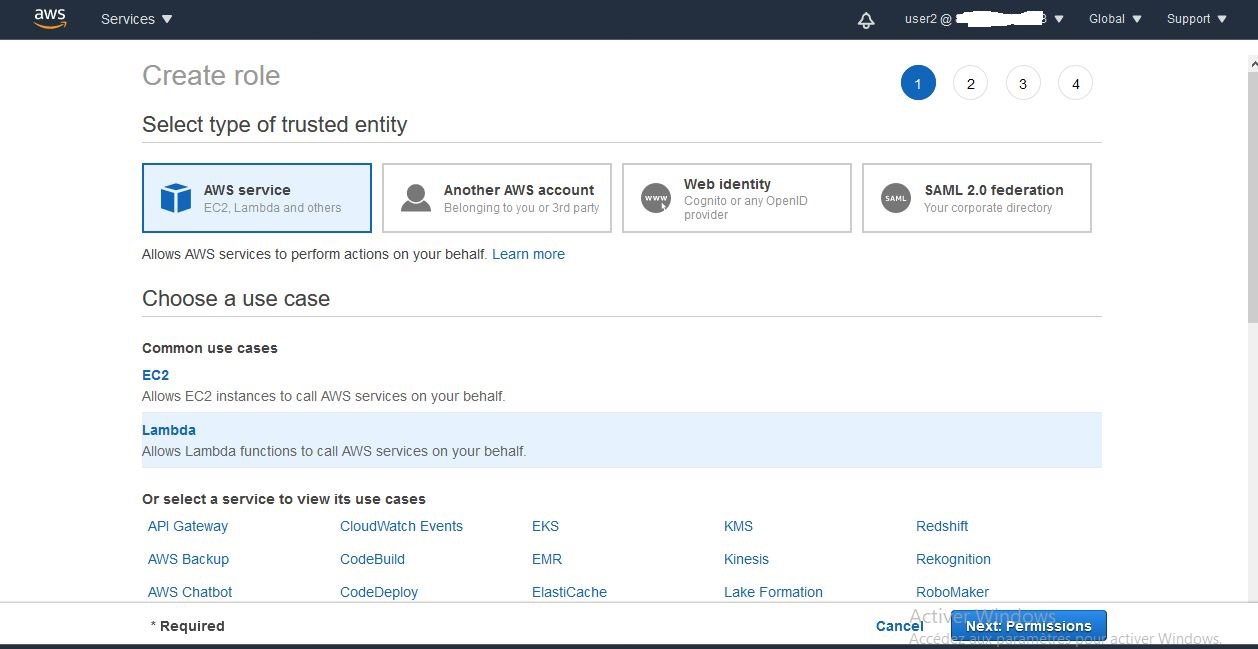 aws Services user2 @ Global Support
Create role 1 2 3 4
Select type of trusted entity
AWS service
EC2, Lambda and others
Another AWS account
Belonging to you or 3rd party
www
Web identity
Cognito or any OpenID
provider
SAML
SAML 2.0 federation
Your corporate directory
Allows AWS services to perform actions on your behalf. Learn more
Choose a use case
Common use cases
EC2
Allows EC2 instances to call AWS services on your behalf.
Lambda
Allows Lambda functions to call AWS services on your behalf.
Or select a service to view its use cases
API Gateway CloudWatch Events EKS KMS Redshift
AWS Backup CodeBuild EMR Kinesis Rekognition
AWS Chatbot CodeDeploy ElastiCache Lake Formation RoboMaker
* Required Cancel Next: Permissions
Activer Windows
Accédez aux paramètres pour activer Windows.